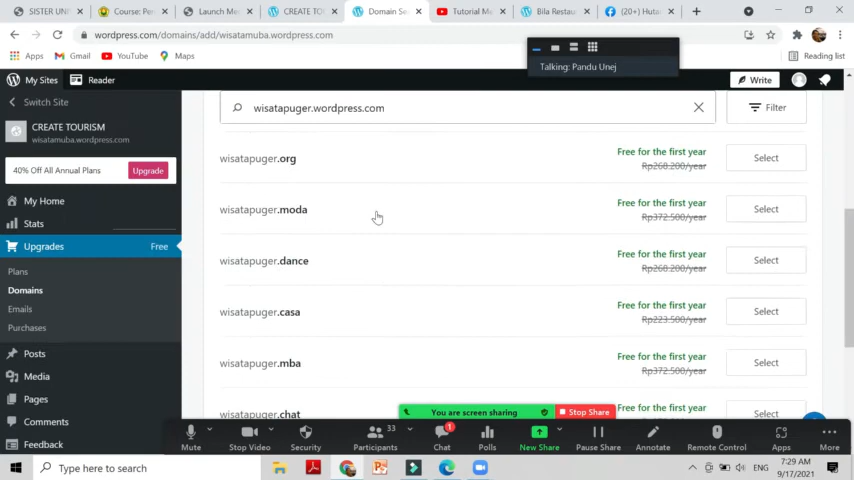 SISTER UNI
Course: Per
Launch Me
CREATE TOU
Domain Se
Tutorial Me
Bila Restau
(20+) Huta
wordpress.com/domains/add/wisatamuba.wordpress.com
Apps
Gmail
YouTube
Maps
Reading list
Talking: Pandu Unej
My Sites
Reader
Write
Switch Site
CREATE TOURISM
wisatamuba.wordpress.com
40% Off All Annual Plans
Upgrade
My Home
Stats
Upgrades
Free
Plans
Domains
Emails
Purchases
Posts
Media
Pages
Comments
Feedback
wisatapuger.wordpress.com
Filter
wisatapuger.org
Free for the first year
Rp268.200/year
Select
wisatapuger.moda
Free for the first year
Rp372.500/year
Select
wisatapuger.dance
Free for the first year
Rp268.200/year
Select
wisatapuger.casa
Free for the first year
Rp223.500/year
Select
wisatapuger.mba
Free for the first year
Rp372.500/year
Select
wisatapuger.chat
Free for the first year
Select
You are screen sharing
Stop Share
Mute
Stop Video
Security
33
Participants
1
Chat
Polls
New Share
Pause Share
Annotate
Remote Control
Apps
More
Type here to search
ENG
7:29 AM
9/17/2021